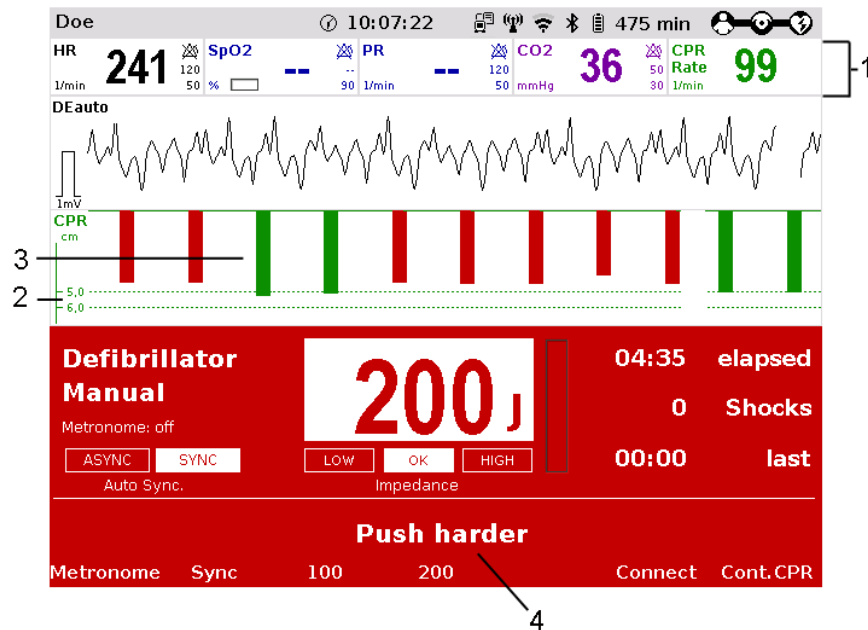 Doe 10:07:22 475 min
HR 241 120 50 1/min
SpO2 -- -- 90 %
PR -- 120 50 1/min
CO2 36 50 30 mmHg
CPR Rate 99 1/min
1
DEauto
1mV
CPR
cm
3
5,0
2
6,0
Defibrillator
Manual
Metronome: off
ASYNC SYNC
Auto Sync.
200 J
LOW OK HIGH
Impedance
04:35 elapsed
0 Shocks
00:00 last
Push harder
Metronome Sync 100 200 Connect Cont.CPR
4